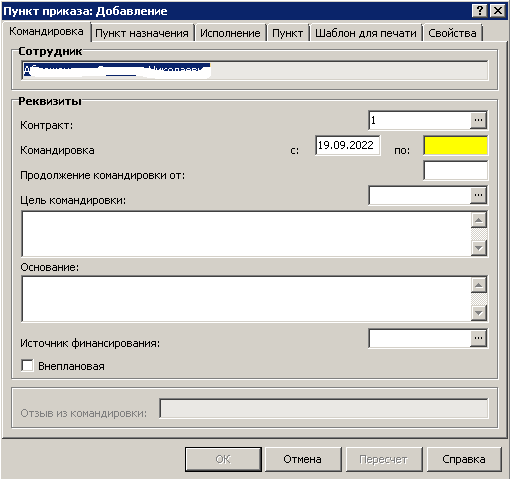 Пункт приказа: Добавление
Командировка Пункт назначения Исполнение Пункт Шаблон для печати Свойства
Сотрудник
Реквизиты
Контракт: 1 ...
Командировка с: 19.09.2022 по:
Продолжение командировки от:
Цель командировки: ...
Основание:
Источник финансирования: ...
Внеплановая
Отзыв из командировки:
ОК Отмена Пересчет Справка